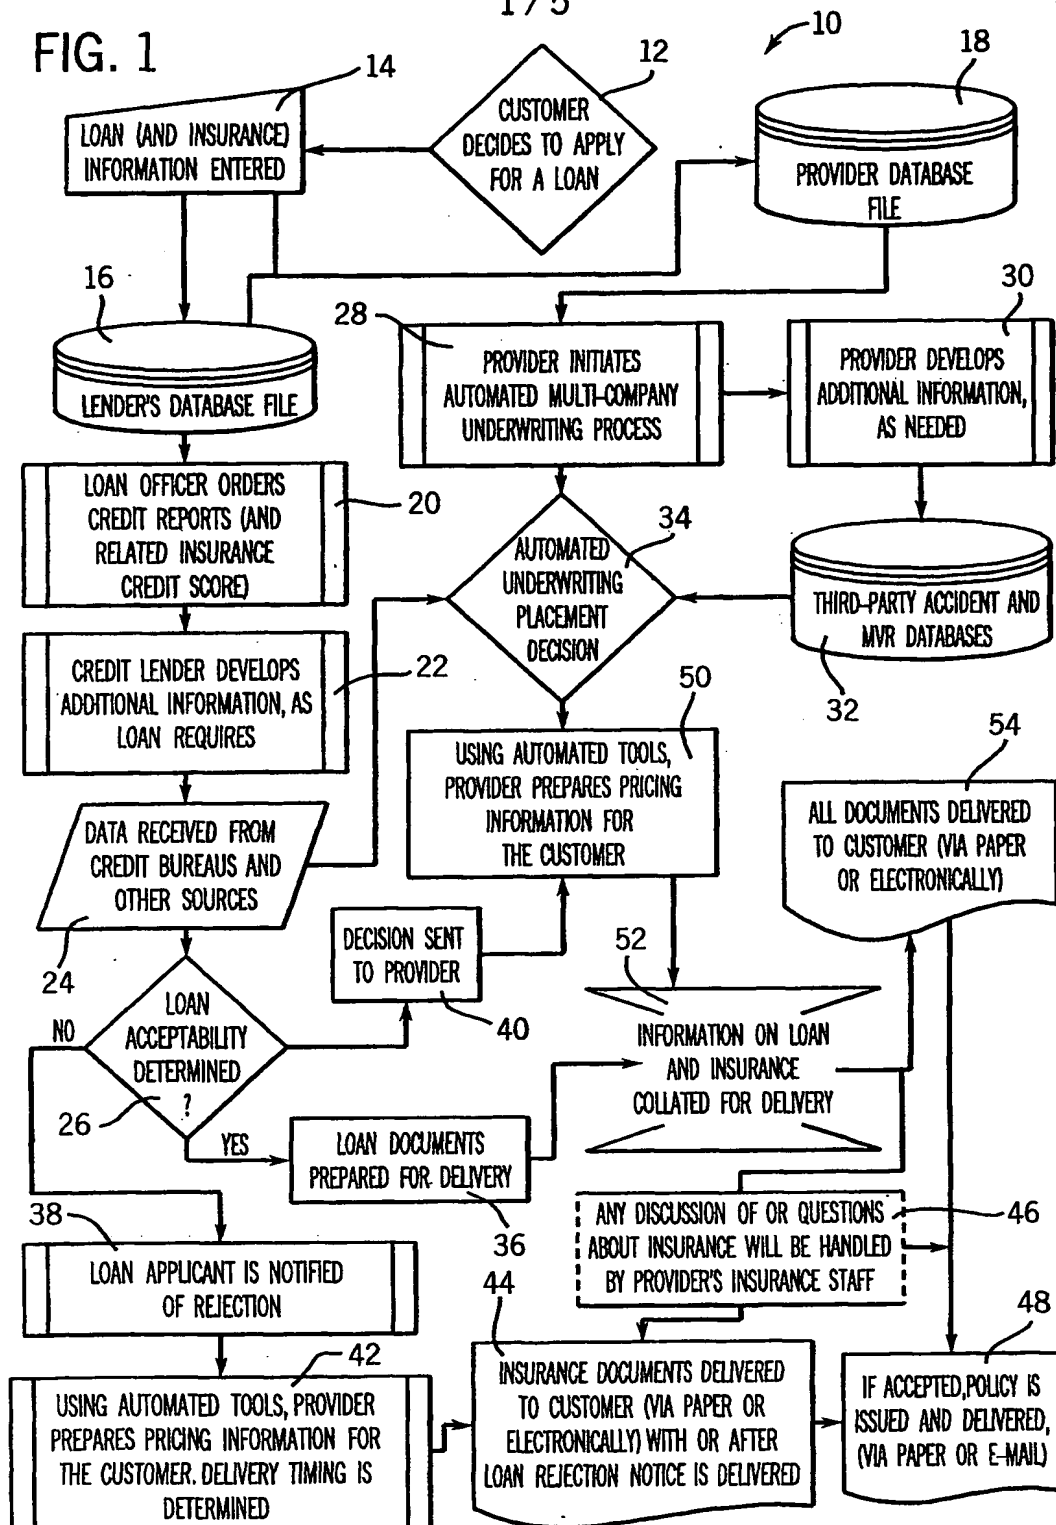 1/5
FIG. 1
10
12
CUSTOMER
DECIDES TO APPLY
FOR A LOAN
14
LOAN (AND INSURANCE)
INFORMATION ENTERED
18
PROVIDER DATABASE
FILE
16
LENDER'S DATABASE FILE
28
PROVIDER INITIATES
AUTOMATED MULTI-COMPANY
UNDERWRITING PROCESS
30
PROVIDER DEVELOPS
ADDITIONAL INFORMATION,
AS NEEDED
LOAN OFFICER ORDERS
CREDIT REPORTS (AND
RELATED INSURANCE
CREDIT SCORE)
20
34
AUTOMATED
UNDERWRITING
PLACEMENT
DECISION
THIRD-PARTY ACCIDENT AND
MVR DATABASES
32
CREDIT LENDER DEVELOPS
ADDITIONAL INFORMATION, AS
LOAN REQUIRES
22
50
USING AUTOMATED TOOLS,
PROVIDER PREPARES PRICING
INFORMATION FOR
THE CUSTOMER
54
ALL DOCUMENTS DELIVERED
TO CUSTOMER (VIA PAPER
OR ELECTRONICALLY)
DATA RECEIVED FROM
CREDIT BUREAUS AND
OTHER SOURCES
24
DECISION SENT
TO PROVIDER
40
52
INFORMATION ON LOAN
AND INSURANCE
COLLATED FOR DELIVERY
NO
LOAN
ACCEPTABILITY
DETERMINED
?
26
YES
LOAN DOCUMENTS
PREPARED FOR DELIVERY
36
38
LOAN APPLICANT IS NOTIFIED
OF REJECTION
ANY DISCUSSION OF OR QUESTIONS
ABOUT INSURANCE WILL BE HANDLED
BY PROVIDER'S INSURANCE STAFF
46
42
USING AUTOMATED TOOLS, PROVIDER
PREPARES PRICING INFORMATION FOR
THE CUSTOMER. DELIVERY TIMING IS
DETERMINED
44
INSURANCE DOCUMENTS DELIVERED
TO CUSTOMER (VIA PAPER OR
ELECTRONICALLY) WITH OR AFTER
LOAN REJECTION NOTICE IS DELIVERED
48
IF ACCEPTED, POLICY IS
ISSUED AND DELIVERED,
(VIA PAPER OR E-MAIL)